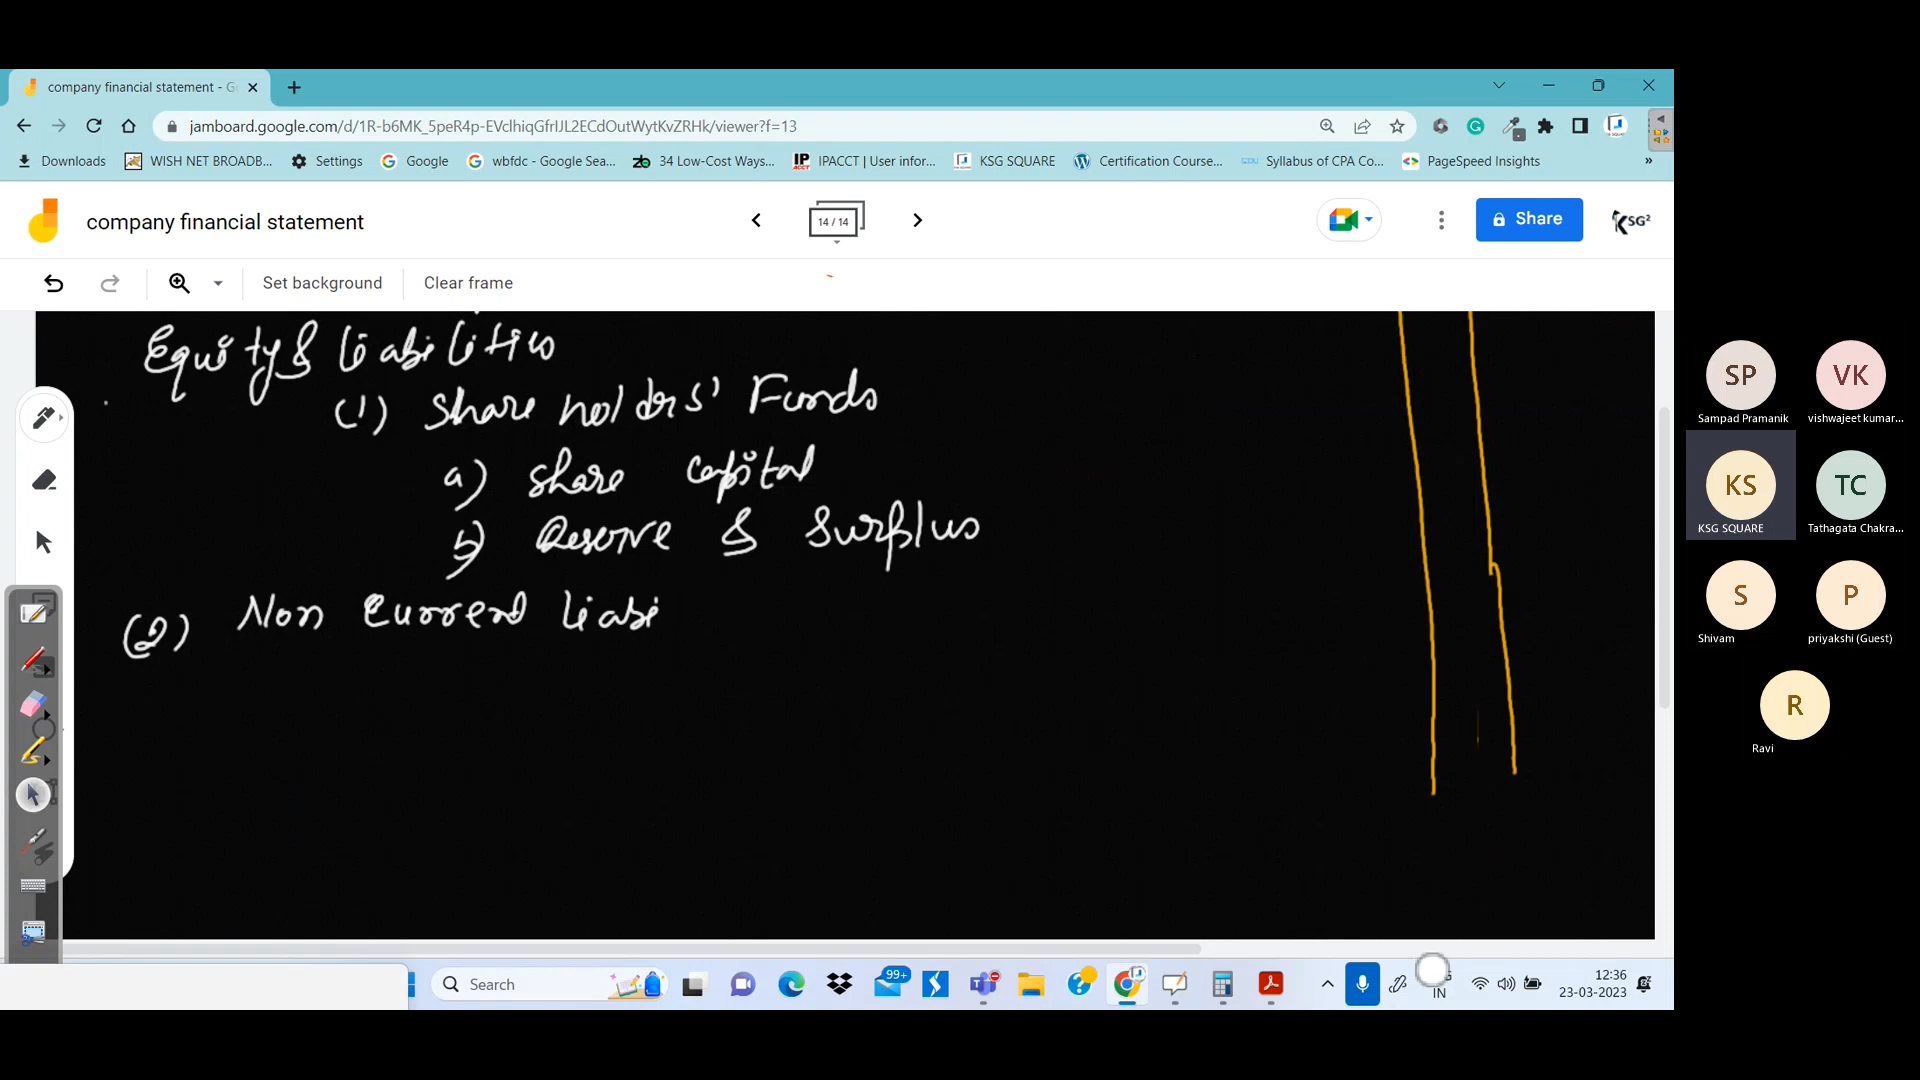 company financial statement - G
jamboard.google.com/d/1R-b6MK_5peR4p-EVclhiqGfrIJL2ECdOutWytKvZRHk/viewer?f=13
Downloads WISH NET BROADB... Settings Google wbfdc - Google Sea... 34 Low-Cost Ways... IPACCT | User infor... KSG SQUARE Certification Course... Syllabus of CPA Co... PageSpeed Insights »
company financial statement
14 / 14
Share
KSG²
Set background Clear frame
Equity & Liabilities
(1) Shareholders' Funds
a) Share capital
b) Reserve & Surplus
(2) Non Current liabi
SP
Sampad Pramanik
VK
vishwajeet kumar...
KS
KSG SQUARE
TC
Tathagata Chakra...
S
Shivam
P
priyakshi (Guest)
R
Ravi
Search
99+
IN
12:36
23-03-2023